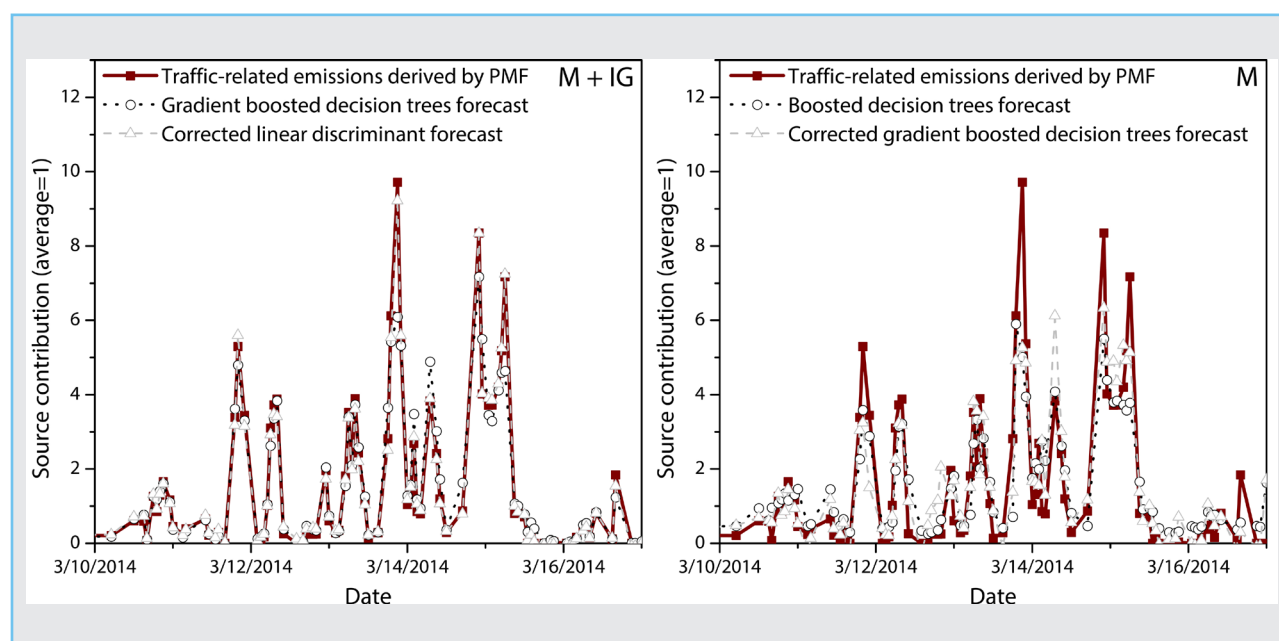 Traffic-related emissions derived by PMF
M + IG
Gradient boosted decision trees forecast
Corrected linear discriminant forecast
12
10
8
6
4
2
0
Source contribution (average=1)
3/10/2014
3/12/2014
3/14/2014
3/16/2014
Date
Traffic-related emissions derived by PMF
M
Boosted decision trees forecast
Corrected gradient boosted decision trees forecast
12
10
8
6
4
2
0
Source contribution (average=1)
3/10/2014
3/12/2014
3/14/2014
3/16/2014
Date